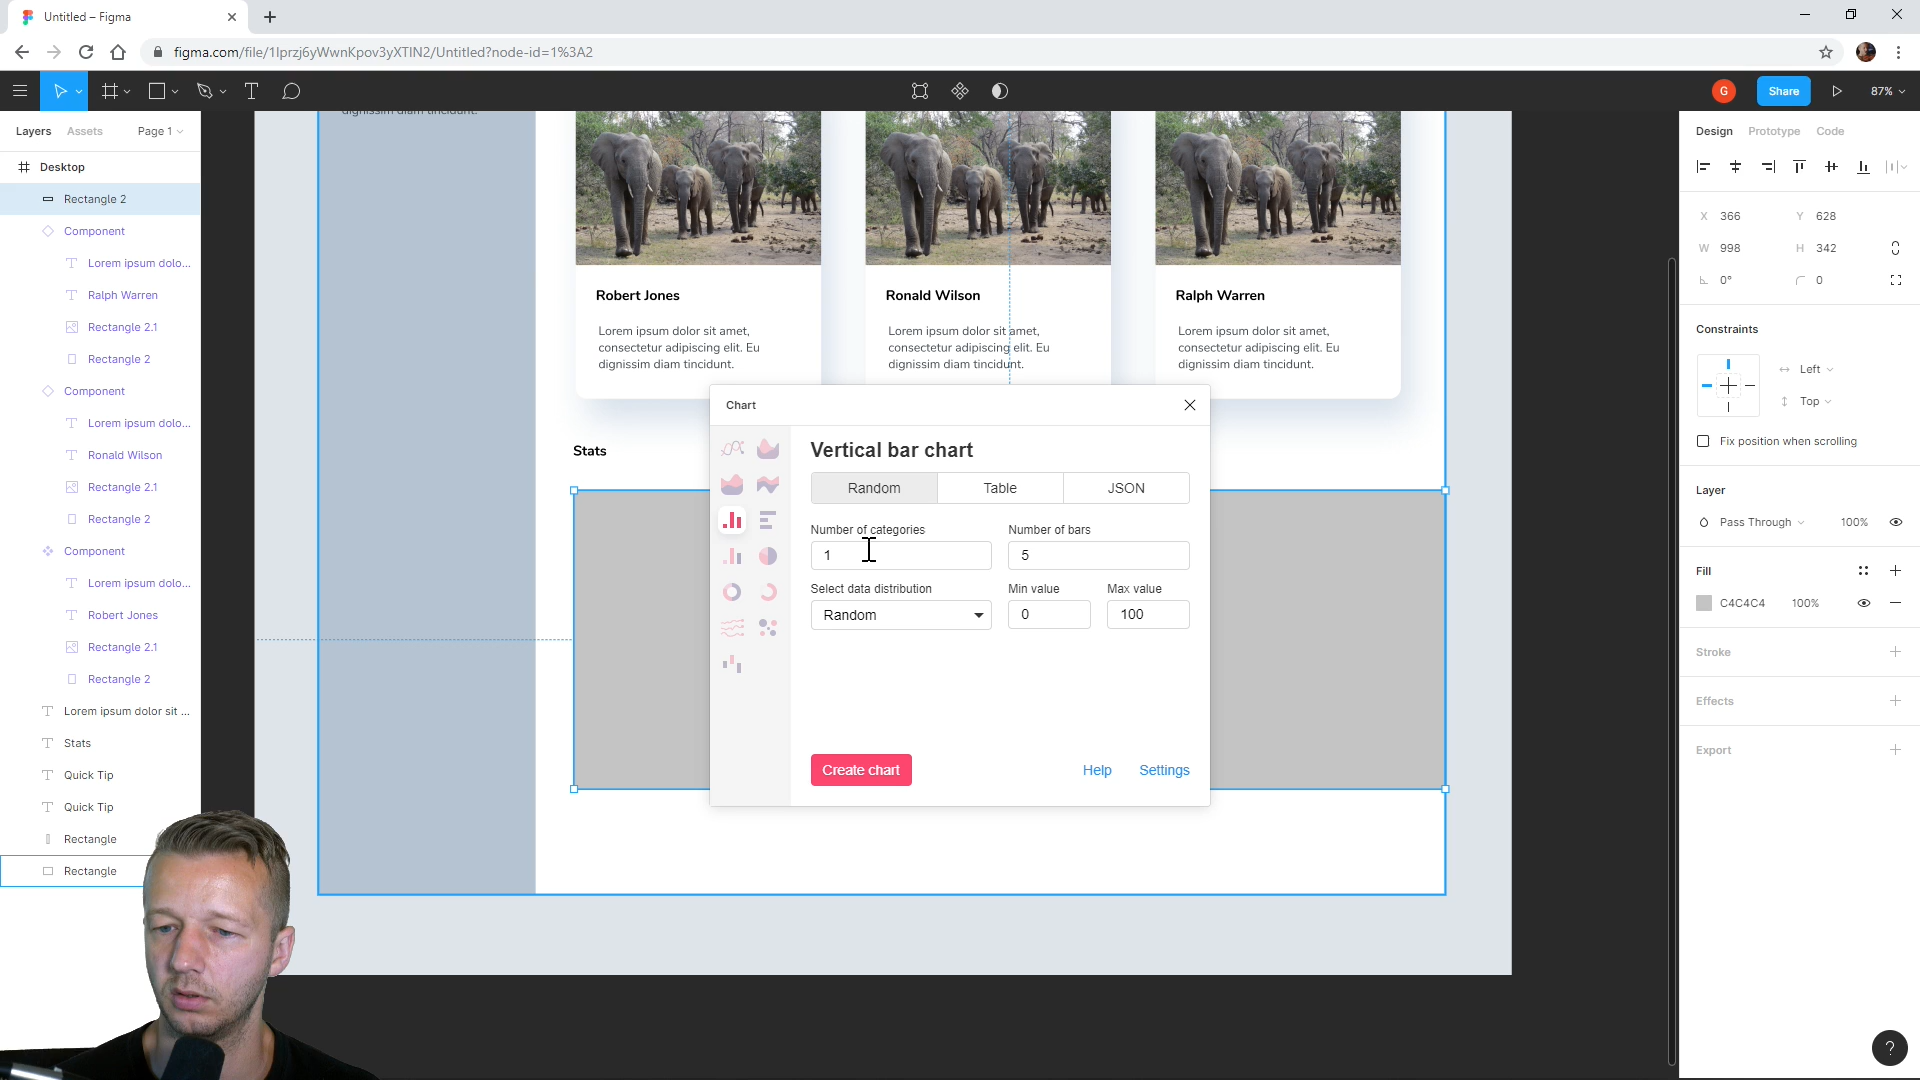 Untitled – Figma
figma.com/file/1Iprzj6yWwnKpov3yXTIN2/Untitled?node-id=1%3A2
G
Share
87%
Layers
Assets
Page 1
Desktop
Rectangle 2
Component
Lorem ipsum dolo...
Ralph Warren
Rectangle 2.1
Rectangle 2
Component
Lorem ipsum dolo...
Ronald Wilson
Rectangle 2.1
Rectangle 2
Component
Lorem ipsum dolo...
Robert Jones
Rectangle 2.1
Rectangle 2
Lorem ipsum dolor sit ...
Stats
Quick Tip
Quick Tip
Rectangle
Rectangle
dignissim diam tincidunt.
Robert Jones
Lorem ipsum dolor sit amet,
consectetur adipiscing elit. Eu
dignissim diam tincidunt.
Ronald Wilson
Lorem ipsum dolor sit amet,
consectetur adipiscing elit. Eu
dignissim diam tincidunt.
Ralph Warren
Lorem ipsum dolor sit amet,
consectetur adipiscing elit. Eu
dignissim diam tincidunt.
Stats
Chart
Vertical bar chart
Random
Table
JSON
Number of categories
Number of bars
1
5
Select data distribution
Min value
Max value
Random
0
100
Create chart
Help
Settings
Design
Prototype
Code
X 366
Y 628
W 998
H 342
0°
0
Constraints
Left
Top
Fix position when scrolling
Layer
Pass Through
100%
Fill
C4C4C4
100%
Stroke
Effects
Export
?